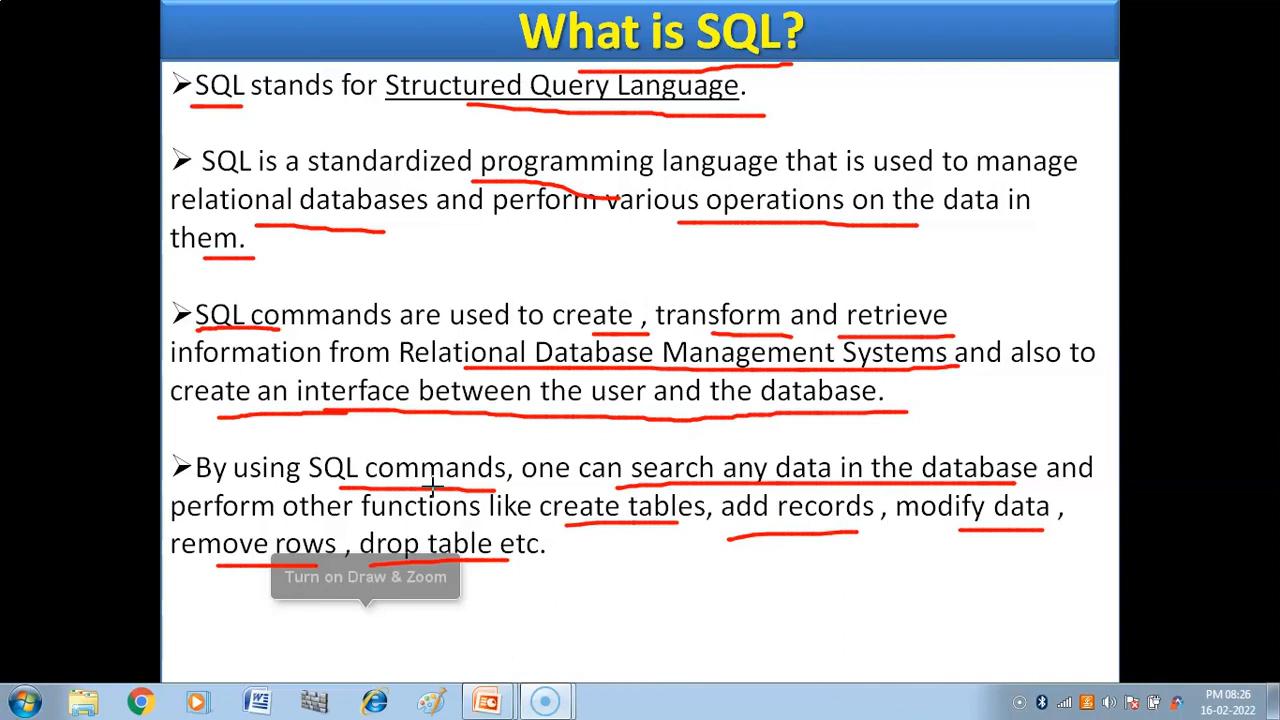 What is SQL?
➢SQL stands for Structured Query Language.
➢ SQL is a standardized programming language that is used to manage
relational databases and perform various operations on the data in
them.
➢SQL commands are used to create , transform and retrieve
information from Relational Database Management Systems and also to
create an interface between the user and the database.
➢By using SQL commands, one can search any data in the database and
perform other functions like create tables, add records , modify data ,
remove rows , drop table etc.
Turn on Draw & Zoom
PM 08:26
16-02-2022